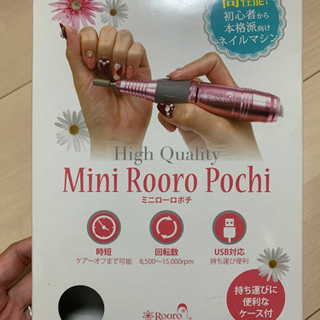 高性能!
初心者から
本格派向け
ネイルマシン
Rooro
High Quality
Mini Rooro Pochi
ミニローロポチ
時短
ケア〜オフまで可能
回転数
8,500〜15,000rpm
USB対応
持ち運び便利
持ち運びに
便利な
ケース付
Rooro